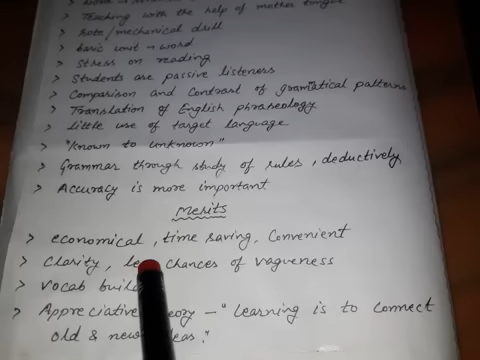 > Teaching with the help of mother tongue
> Rote/mechanical drill
> basic unit → word
> Stress on reading
> Students are passive listeners
> Comparison and Contrast of grammatical patterns
> Translation of English phraseology
> little use of target language
> "Known to unknown"
> Grammar through study of rules, deductively
> Accuracy is more important
Merits
> economical, time saving, Convenient
> Clarity, chances of vagueness
> Vocab
> Appreciative - "Learning is to connect
old & new